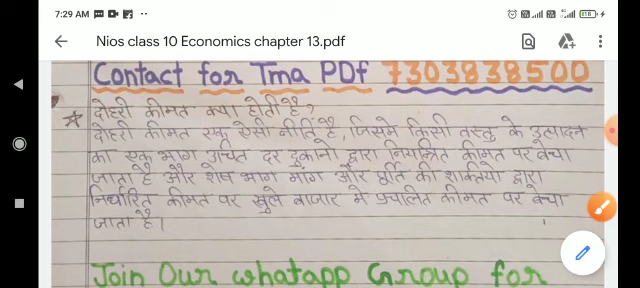 7:29 AM
Nios class 10 Economics chapter 13.pdf
Contact for Tma PDf 7303838500
दोहरी कीमत क्या होती है?
दोहरी कीमत एक ऐसी नीति है, जिसमे किसी वस्तु के उत्पादन
का एक भाग उचित दर दुकानो द्वारा नियंत्रित कीमत पर बेचा
जाता है और शेष भाग मांग और पूर्ति की शक्तियो द्वारा
निर्धारित कीमत पर खुले बाजार मे प्रचलित कीमत पर बेचा
जाता है।
Join Our whatapp Group for